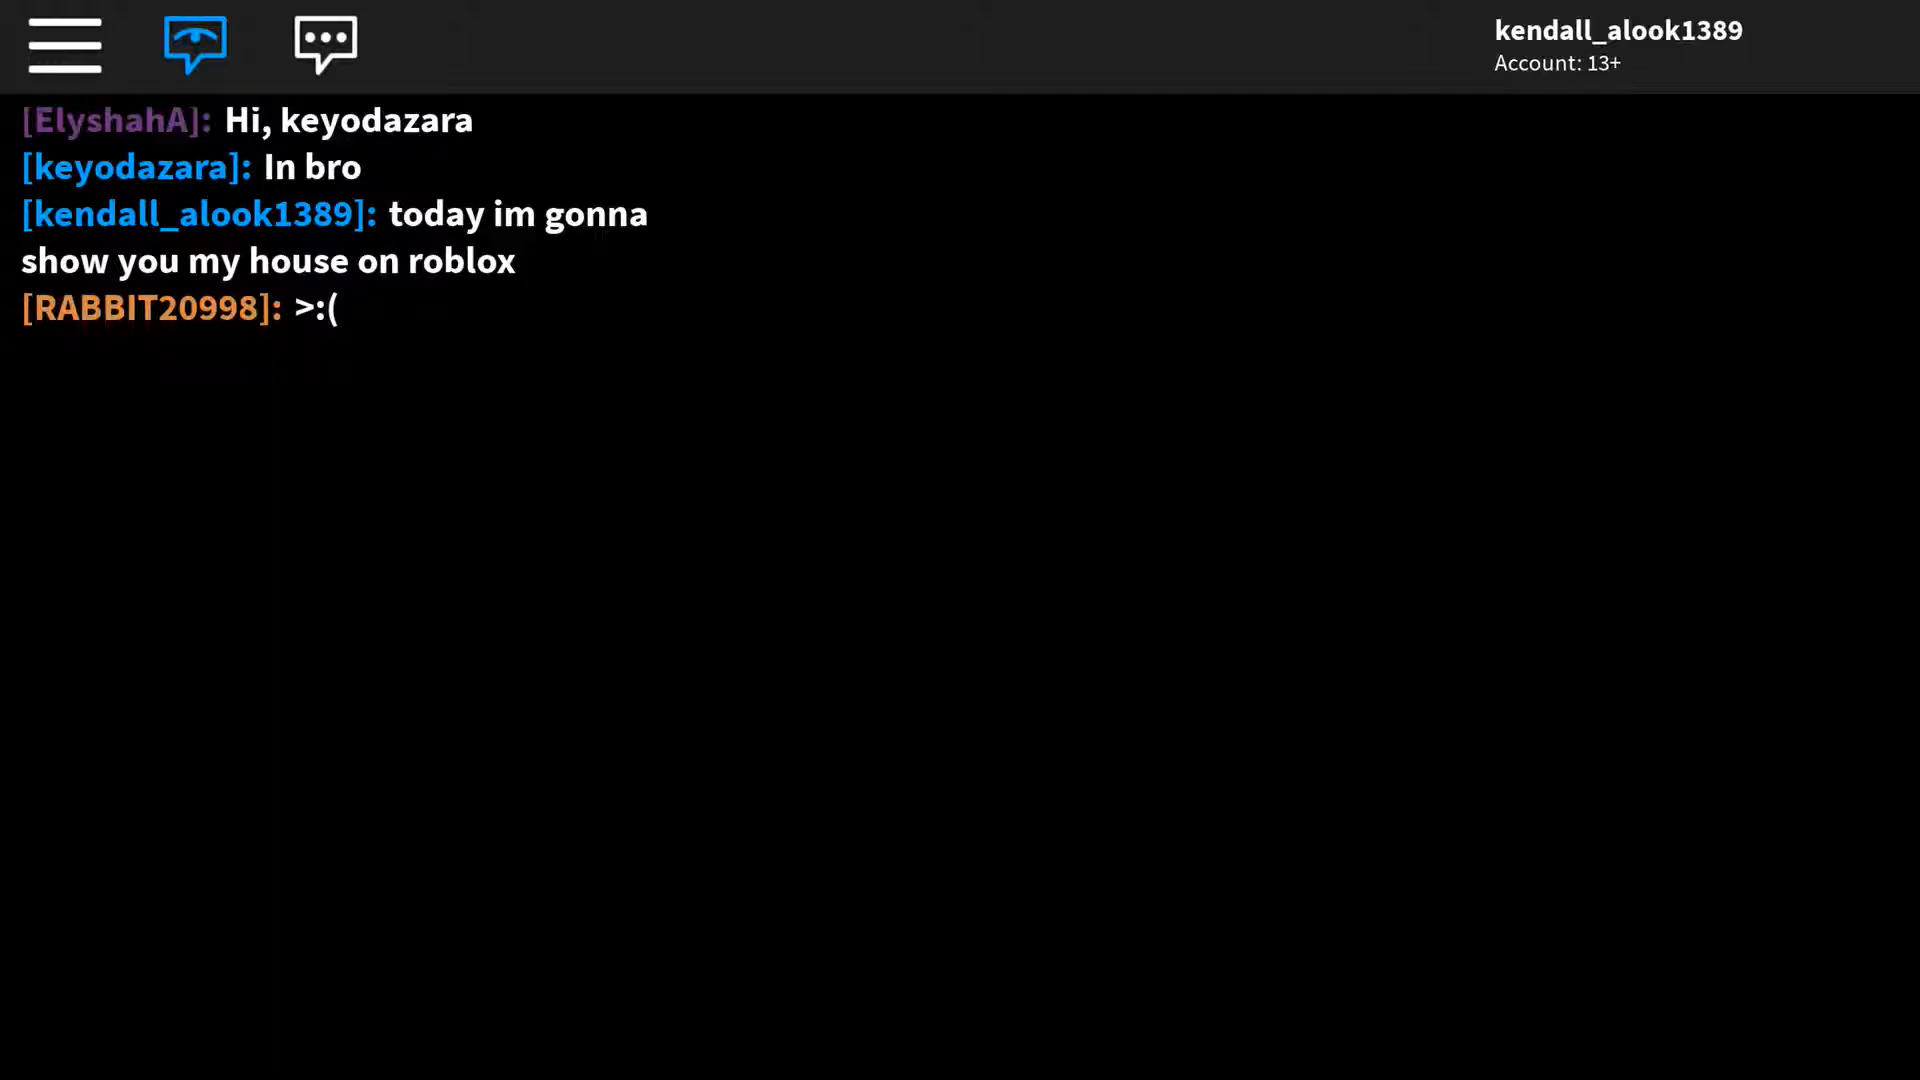 kendall_alook1389
Account: 13+
[ElyshahA]: Hi, keyodazara
[keyodazara]: In bro
[kendall_alook1389]: today im gonna
show you my house on roblox
[RABBIT20998]: >:(